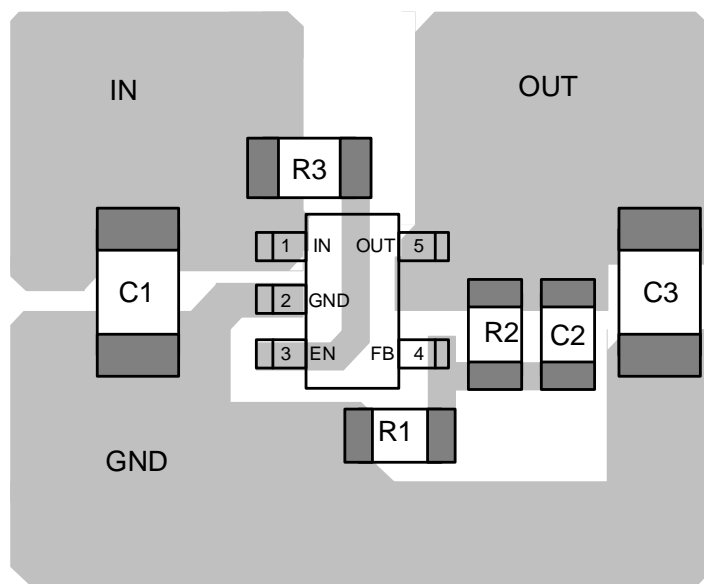 IN
OUT
R3
1 IN OUT 5
C1
2 GND
C3
R2 C2
3 EN FB 4
R1
GND